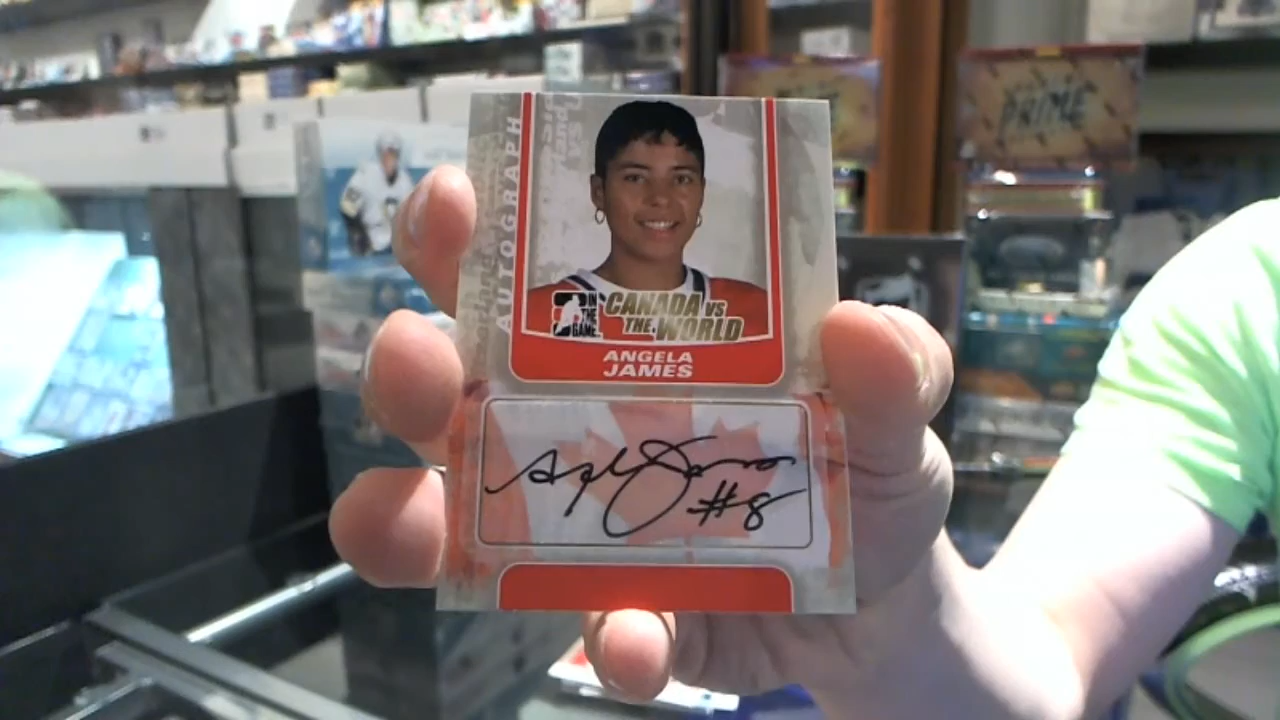 AUTOGRAPH
IN
THE
GAME
CANADA VS
THE WORLD
ANGELA
JAMES
#8
PRIME